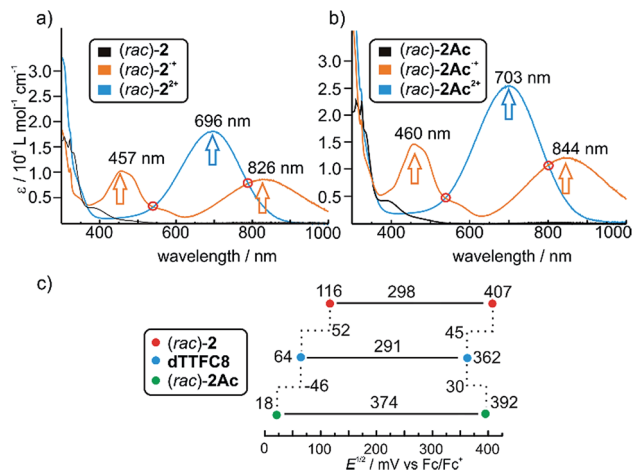 a)
(rac)-2
(rac)-2·+
(rac)-22+
457 nm
696 nm
826 nm
ε / 10⁴ L mol⁻¹ cm⁻¹
3.0
2.5
2.0
1.5
1.0
0.5
400 600 800 1000
wavelength / nm
b)
(rac)-2Ac
(rac)-2Ac·+
(rac)-2Ac2+
460 nm
703 nm
844 nm
3.0
2.5
2.0
1.5
1.0
0.5
400 600 800 1000
wavelength / nm
c)
(rac)-2
dTTFC8
(rac)-2Ac
116 298 407
52 45
64 291 362
-46 30
18 374 392
0 100 200 300 400
E1/2 / mV vs Fc/Fc+